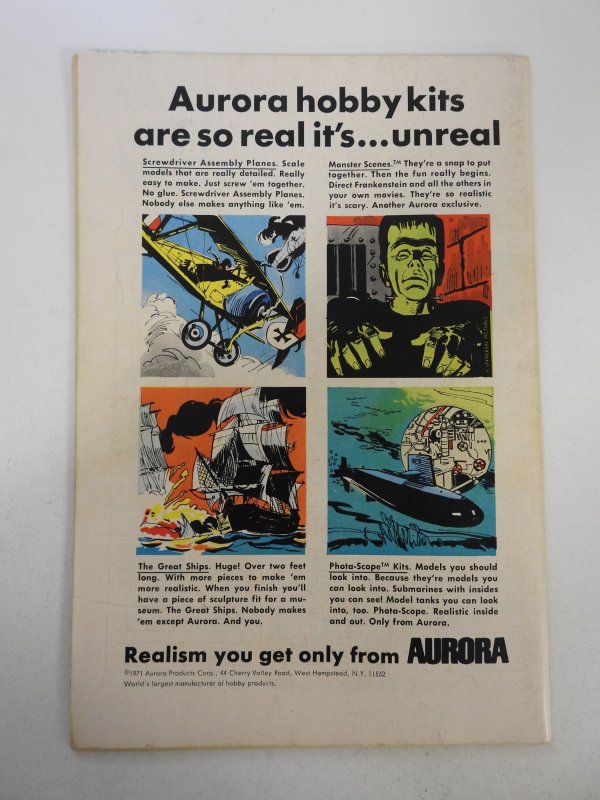 Aurora hobby kits
are so real it's...unreal
Screwdriver Assembly Planes. Scale
models that are really detailed. Really
easy to make. Just screw 'em together.
No glue. Screwdriver Assembly Planes.
Nobody else makes anything like 'em.
Monster Scenes.™ They're a snap to put
together. Then the fun really begins.
Direct Frankenstein and all the others in
your own movies. They're so realistic
it's scary. Another Aurora exclusive.
© UNIVERSAL PICTURES
The Great Ships. Huge! Over two feet
long. With more pieces to make 'em
more realistic. When you finish you'll
have a piece of sculpture fit for a mu-
seum. The Great Ships. Nobody makes
'em except Aurora. And you.
Phota-Scope™ Kits. Models you should
look into. Because they're models you
can look into. Submarines with insides
you can see! Model tanks you can look
into, too. Phota-Scope. Realistic inside
and out. Only from Aurora.
Realism you get only from AURORA
©1971 Aurora Products Corp., 44 Cherry Valley Road, West Hempstead, N.Y. 11552
World's largest manufacturer of hobby products.